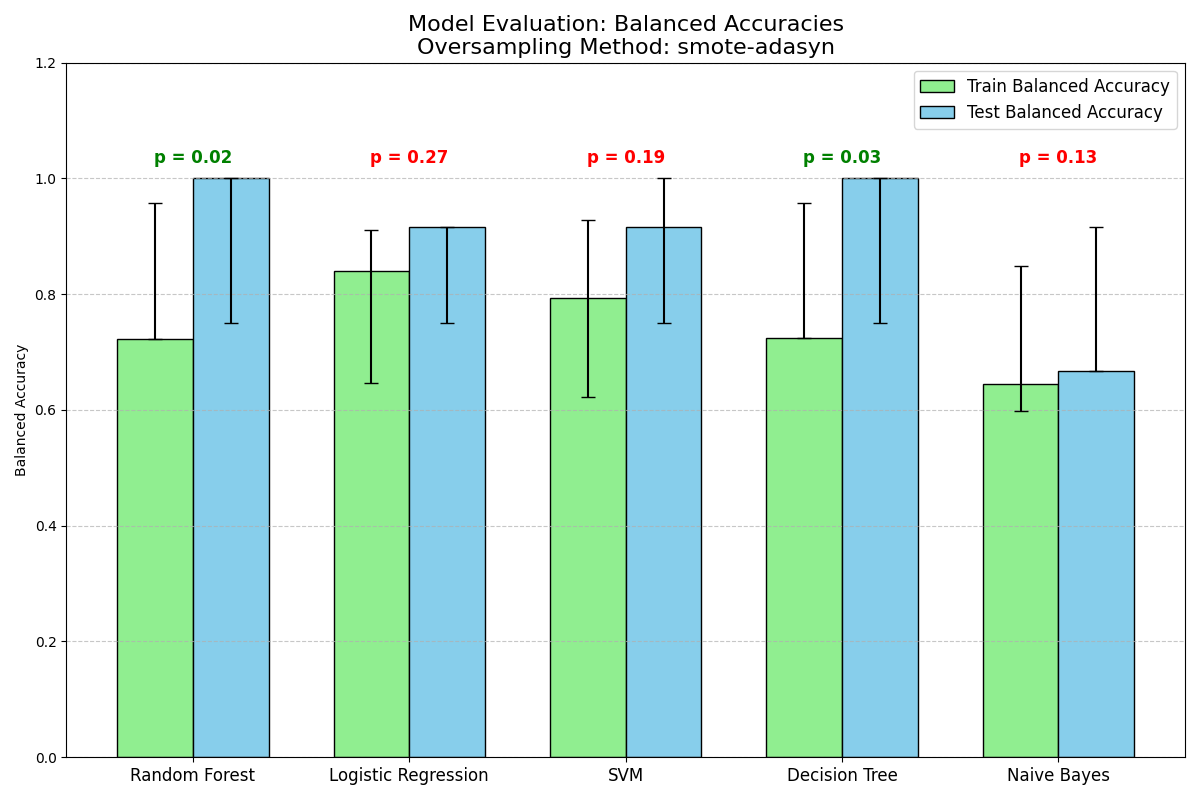 Model Evaluation: Balanced Accuracies
Oversampling Method: smote-adasyn
Train Balanced Accuracy
Test Balanced Accuracy
p = 0.02
p = 0.27
p = 0.19
p = 0.03
p = 0.13
Balanced Accuracy
1.2
1.0
0.8
0.6
0.4
0.2
0.0
Random Forest
Logistic Regression
SVM
Decision Tree
Naive Bayes